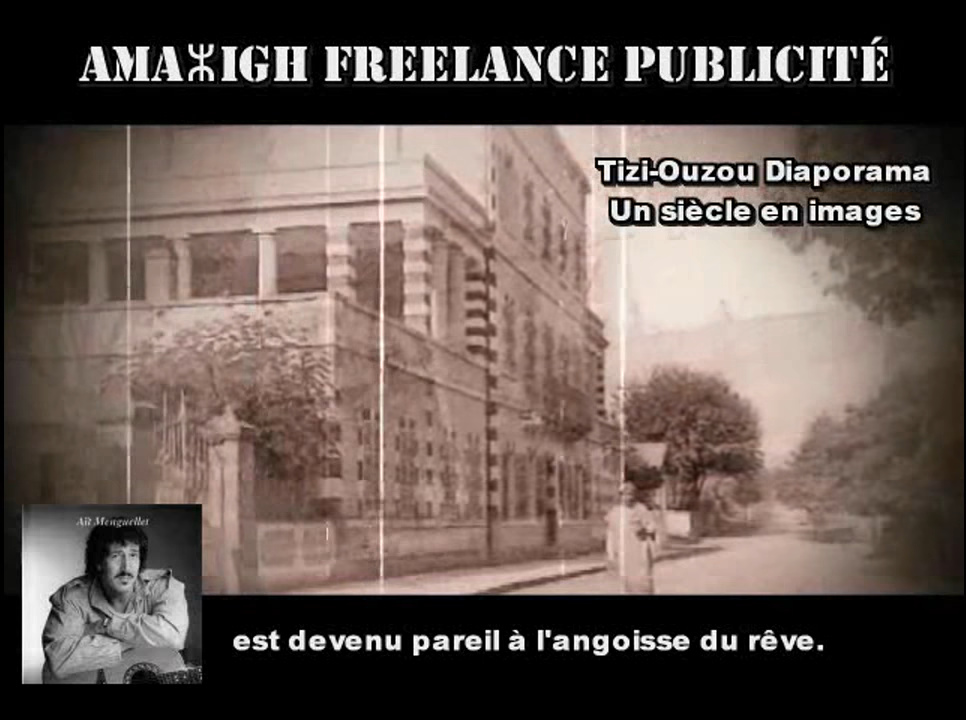 AMAⵣIGH FREELANCE PUBLICITÉ
Tizi-Ouzou Diaporama
Un siècle en images
Aït Menguellet
est devenu pareil à l'angoisse du rêve.